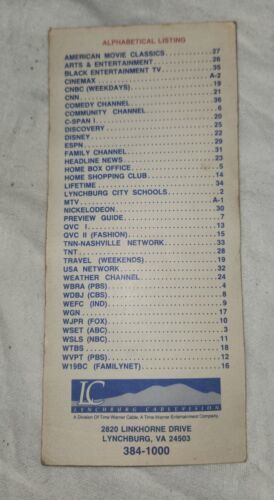 ALPHABETICAL LISTING
AMERICAN MOVIE CLASSICS . . . . . . . . . 27
ARTS & ENTERTAINMENT . . . . . . . . . . . 26
BLACK ENTERTAINMENT TV . . . . . . . . . . 35
CINEMAX . . . . . . . . . . . . . . . . . . A-2
CNBC (WEEKDAYS) . . . . . . . . . . . . . . 19
CNN . . . . . . . . . . . . . . . . . . . . 21
COMEDY CHANNEL . . . . . . . . . . . . . . 36
COMMUNITY CHANNEL . . . . . . . . . . . . . 6
C-SPAN I . . . . . . . . . . . . . . . . . 20
DISCOVERY . . . . . . . . . . . . . . . . . 25
DISNEY . . . . . . . . . . . . . . . . . . 22
ESPN . . . . . . . . . . . . . . . . . . . 29
FAMILY CHANNEL . . . . . . . . . . . . . . 31
HEADLINE NEWS . . . . . . . . . . . . . . . 23
HOME BOX OFFICE . . . . . . . . . . . . . . 5
HOME SHOPPING CLUB . . . . . . . . . . . . 14
LIFETIME . . . . . . . . . . . . . . . . . 34
LYNCHBURG CITY SCHOOLS . . . . . . . . . . 2
MTV . . . . . . . . . . . . . . . . . . . . A-1
NICKELODEON . . . . . . . . . . . . . . . . 30
PREVIEW GUIDE . . . . . . . . . . . . . . . 7
QVC I . . . . . . . . . . . . . . . . . . . 13
QVC II (FASHION) . . . . . . . . . . . . . 15
TNN-NASHVILLE NETWORK . . . . . . . . . . . 33
TNT . . . . . . . . . . . . . . . . . . . . 28
TRAVEL (WEEKENDS) . . . . . . . . . . . . . 19
USA NETWORK . . . . . . . . . . . . . . . . 32
WEATHER CHANNEL . . . . . . . . . . . . . . 24
WBRA (PBS) . . . . . . . . . . . . . . . . 4
WDBJ (CBS) . . . . . . . . . . . . . . . . 8
WEFC (IND) . . . . . . . . . . . . . . . . 9
WGN . . . . . . . . . . . . . . . . . . . . 17
WJPR (FOX) . . . . . . . . . . . . . . . . 10
WSET (ABC) . . . . . . . . . . . . . . . . 3
WSLS (NBC) . . . . . . . . . . . . . . . . 11
WTBS . . . . . . . . . . . . . . . . . . . 18
WVPT (PBS) . . . . . . . . . . . . . . . . 12
W19BC (FAMILYNET) . . . . . . . . . . . . . 16
LC
LYNCHBURG CABLEVISION
A Division Of Time Warner Cable, A Time Warner Entertainment Company.
2820 LINKHORNE DRIVE
LYNCHBURG, VA 24503
384-1000